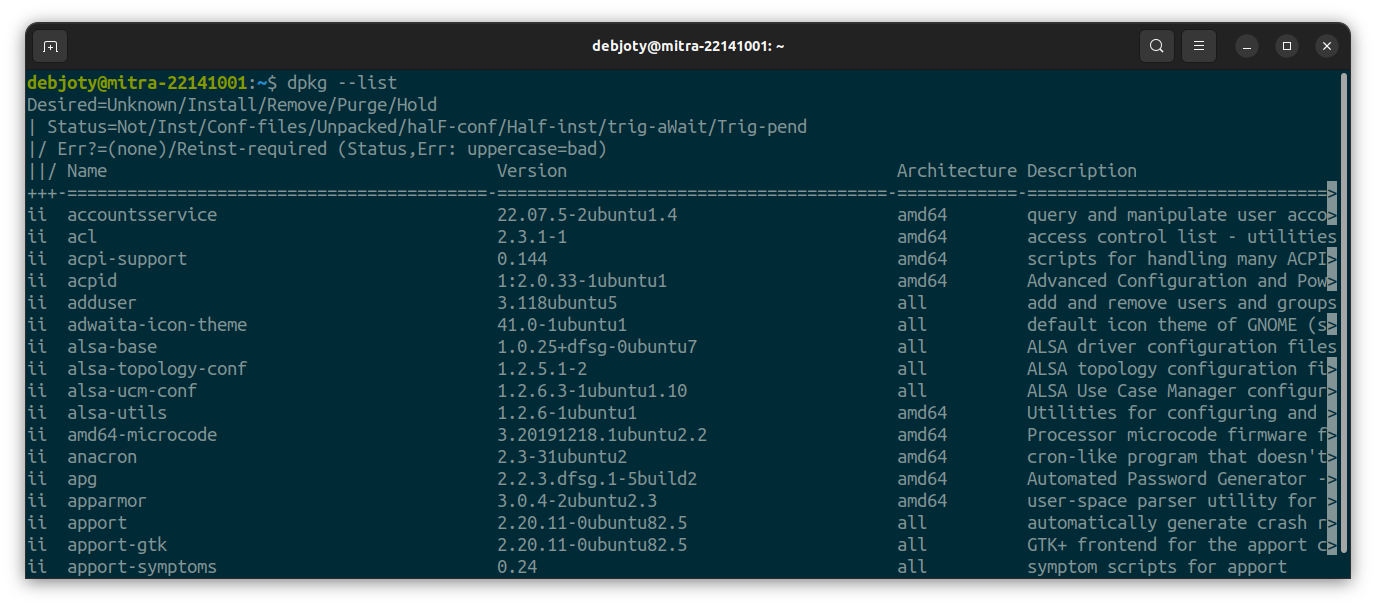 debjoty@mitra-22141001: ~
debjoty@mitra-22141001:~$ dpkg --list
Desired=Unknown/Install/Remove/Purge/Hold
| Status=Not/Inst/Conf-files/Unpacked/halF-conf/Half-inst/trig-aWait/Trig-pend
|/ Err?=(none)/Reinst-required (Status,Err: uppercase=bad)
||/ Name                                       Version                                 Architecture Description
+++-==========================================-=======================================-============-==============================>
ii  accountsservice                            22.07.5-2ubuntu1.4                      amd64        query and manipulate user acco>
ii  acl                                        2.3.1-1                                 amd64        access control list - utilities
ii  acpi-support                               0.144                                   amd64        scripts for handling many ACPI>
ii  acpid                                      1:2.0.33-1ubuntu1                       amd64        Advanced Configuration and Pow>
ii  adduser                                    3.118ubuntu5                            all          add and remove users and groups
ii  adwaita-icon-theme                         41.0-1ubuntu1                           all          default icon theme of GNOME (s>
ii  alsa-base                                  1.0.25+dfsg-0ubuntu7                    all          ALSA driver configuration files
ii  alsa-topology-conf                         1.2.5.1-2                               all          ALSA topology configuration fi>
ii  alsa-ucm-conf                              1.2.6.3-1ubuntu1.10                     all          ALSA Use Case Manager configur>
ii  alsa-utils                                 1.2.6-1ubuntu1                          amd64        Utilities for configuring and >
ii  amd64-microcode                            3.20191218.1ubuntu2.2                   amd64        Processor microcode firmware f>
ii  anacron                                    2.3-31ubuntu2                           amd64        cron-like program that doesn't>
ii  apg                                        2.2.3.dfsg.1-5build2                    amd64        Automated Password Generator ->
ii  apparmor                                   3.0.4-2ubuntu2.3                        amd64        user-space parser utility for >
ii  apport                                     2.20.11-0ubuntu82.5                     all          automatically generate crash r>
ii  apport-gtk                                 2.20.11-0ubuntu82.5                     all          GTK+ frontend for the apport c>
ii  apport-symptoms                            0.24                                    all          symptom scripts for apport